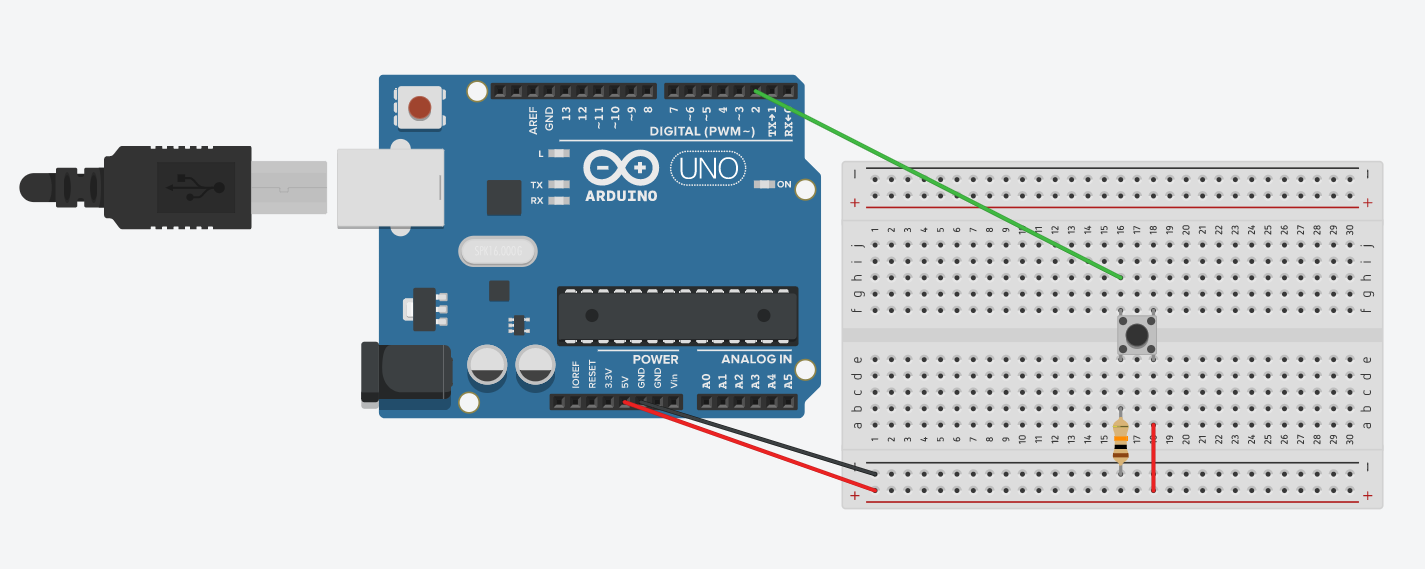 AREF
GND
13
12
~11
~10
~9
8
7
~6
~5
4
~3
2
TX→1
RX←0
DIGITAL (PWM~)
L
TX
RX
ARDUINO
UNO
ON
POWER
ANALOG IN
IOREF
RESET
3.3V
5V
GND
GND
Vin
A0
A1
A2
A3
A4
A5
1 2 3 4 5 6 7 8 9 10 11 12 13 14 15 16 17 18 19 20 21 22 23 24 25 26 27 28 29 30
j j
i i
h h
g g
f f
e e
d d
c c
b b
a a
1 2 3 4 5 6 7 8 9 10 11 12 13 14 15 16 17 18 19 20 21 22 23 24 25 26 27 28 29 30